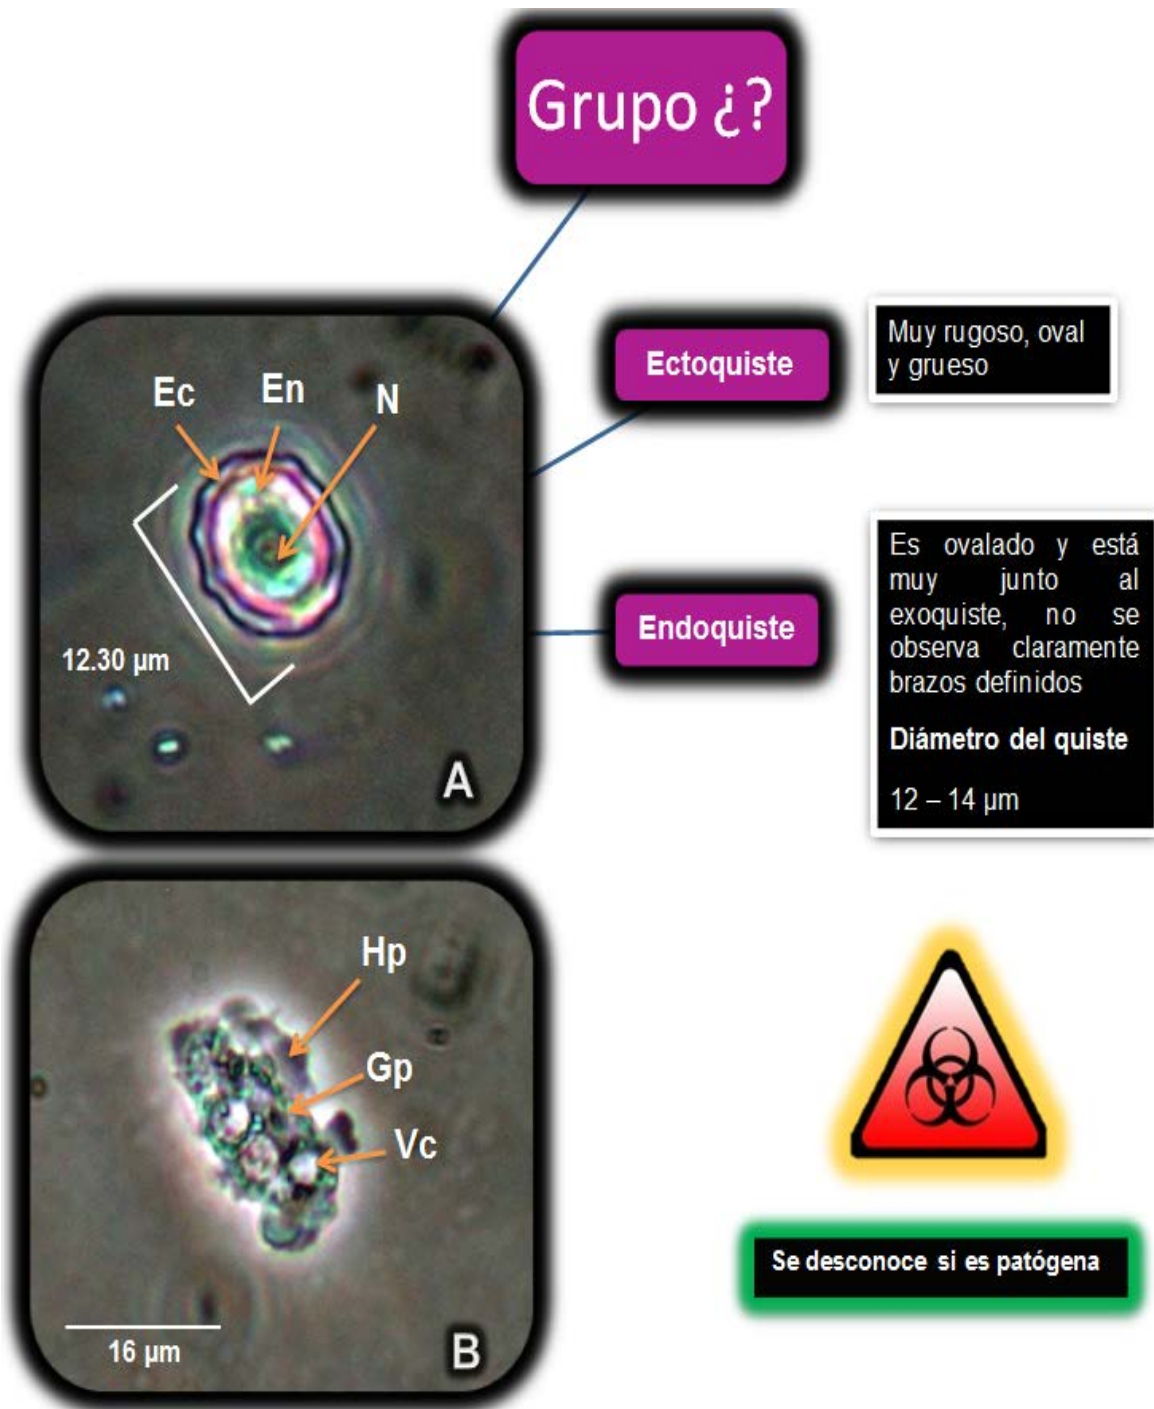 Grupo ¿?
Ec
En
N
12.30 µm
A
Ectoquiste
Muy rugoso, oval
y grueso
Endoquiste
Es ovalado y está
muy junto al
exoquiste, no se
observa claramente
brazos definidos
Diámetro del quiste
12 – 14 µm
Hp
Gp
Vc
16 µm
B
Se desconoce si es patógena